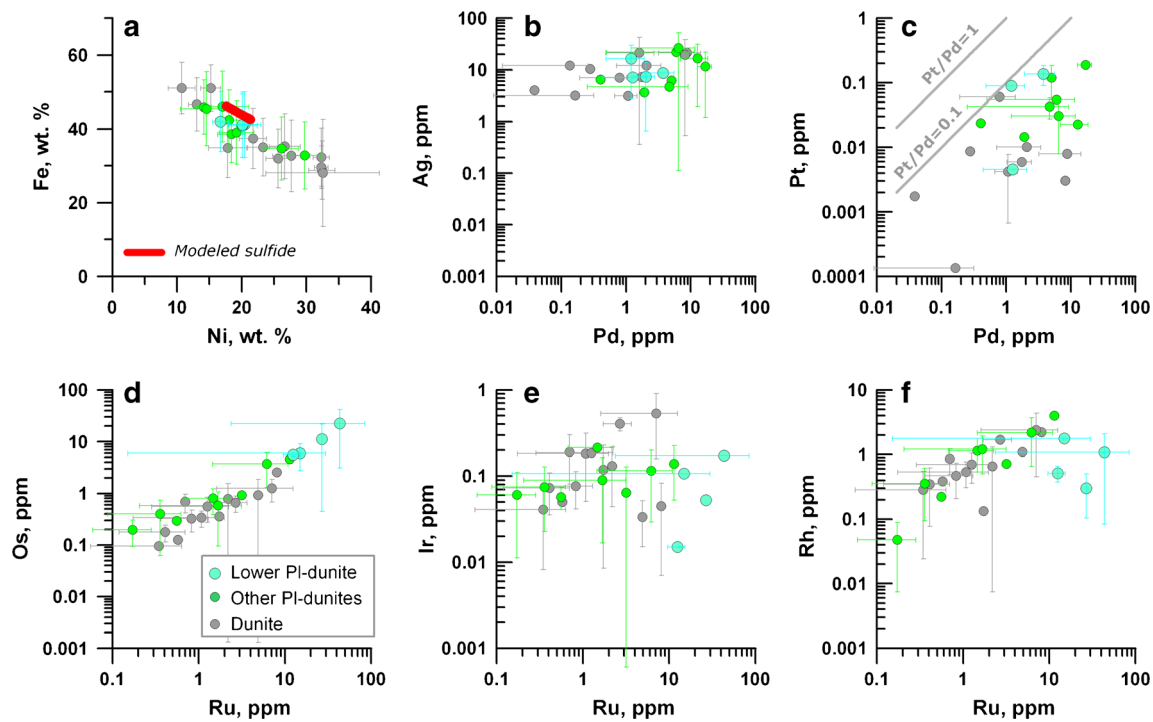 a
Fe, wt. %
0
20
40
60
Modeled sulfide
0
10
20
30
40
Ni, wt. %
b
Ag, ppm
100
10
1
0.1
0.01
0.001
0.01
0.1
1
10
100
Pd, ppm
c
Pt, ppm
1
0.1
0.01
0.001
0.0001
Pt/Pd=1
Pt/Pd=0.1
0.01
0.1
1
10
100
Pd, ppm
d
Os, ppm
100
10
1
0.1
0.01
0.001
Lower Pl-dunite
Other Pl-dunites
Dunite
0.1
1
10
100
Ru, ppm
e
Ir, ppm
1
0.1
0.01
0.001
0.1
1
10
100
Ru, ppm
f
Rh, ppm
10
1
0.1
0.01
0.001
0.1
1
10
100
Ru, ppm